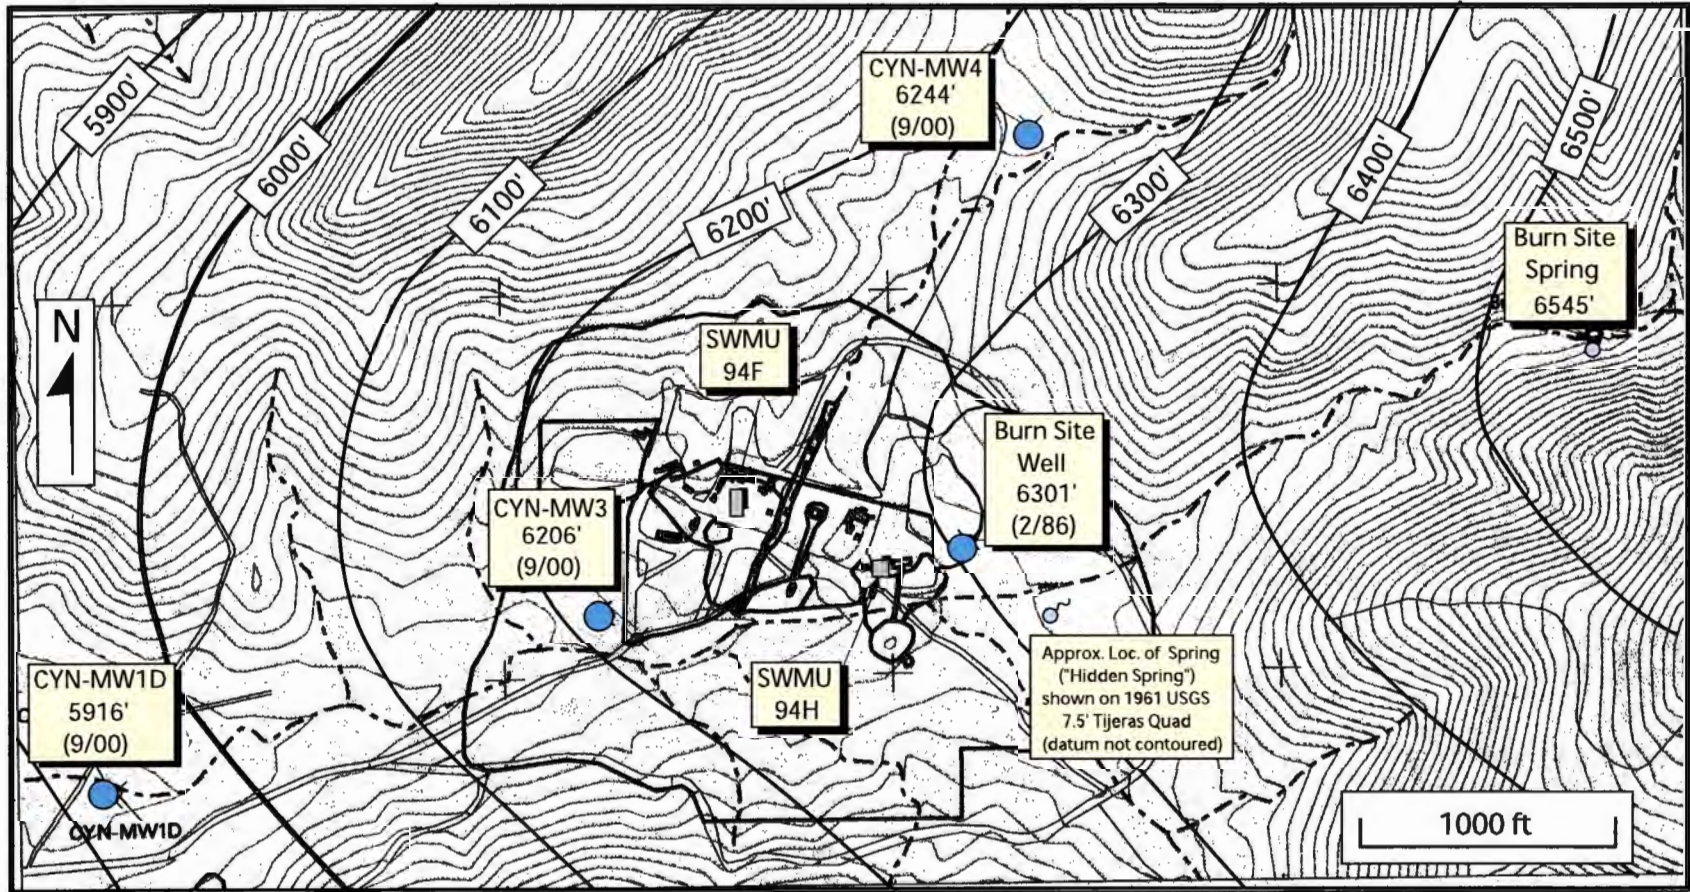 5900'
6000'
6100'
6200'
6300'
6400'
6500'
CYN-MW4
6244'
(9/00)
Burn Site
Spring
6545'
N
SWMU
94F
Burn Site
Well
6301'
(2/86)
CYN-MW3
6206'
(9/00)
Approx. Loc. of Spring
("Hidden Spring")
shown on 1961 USGS
7.5' Tijeras Quad
(datum not contoured)
SWMU
94H
CYN-MW1D
5916'
(9/00)
CYN-MW1D
1000 ft